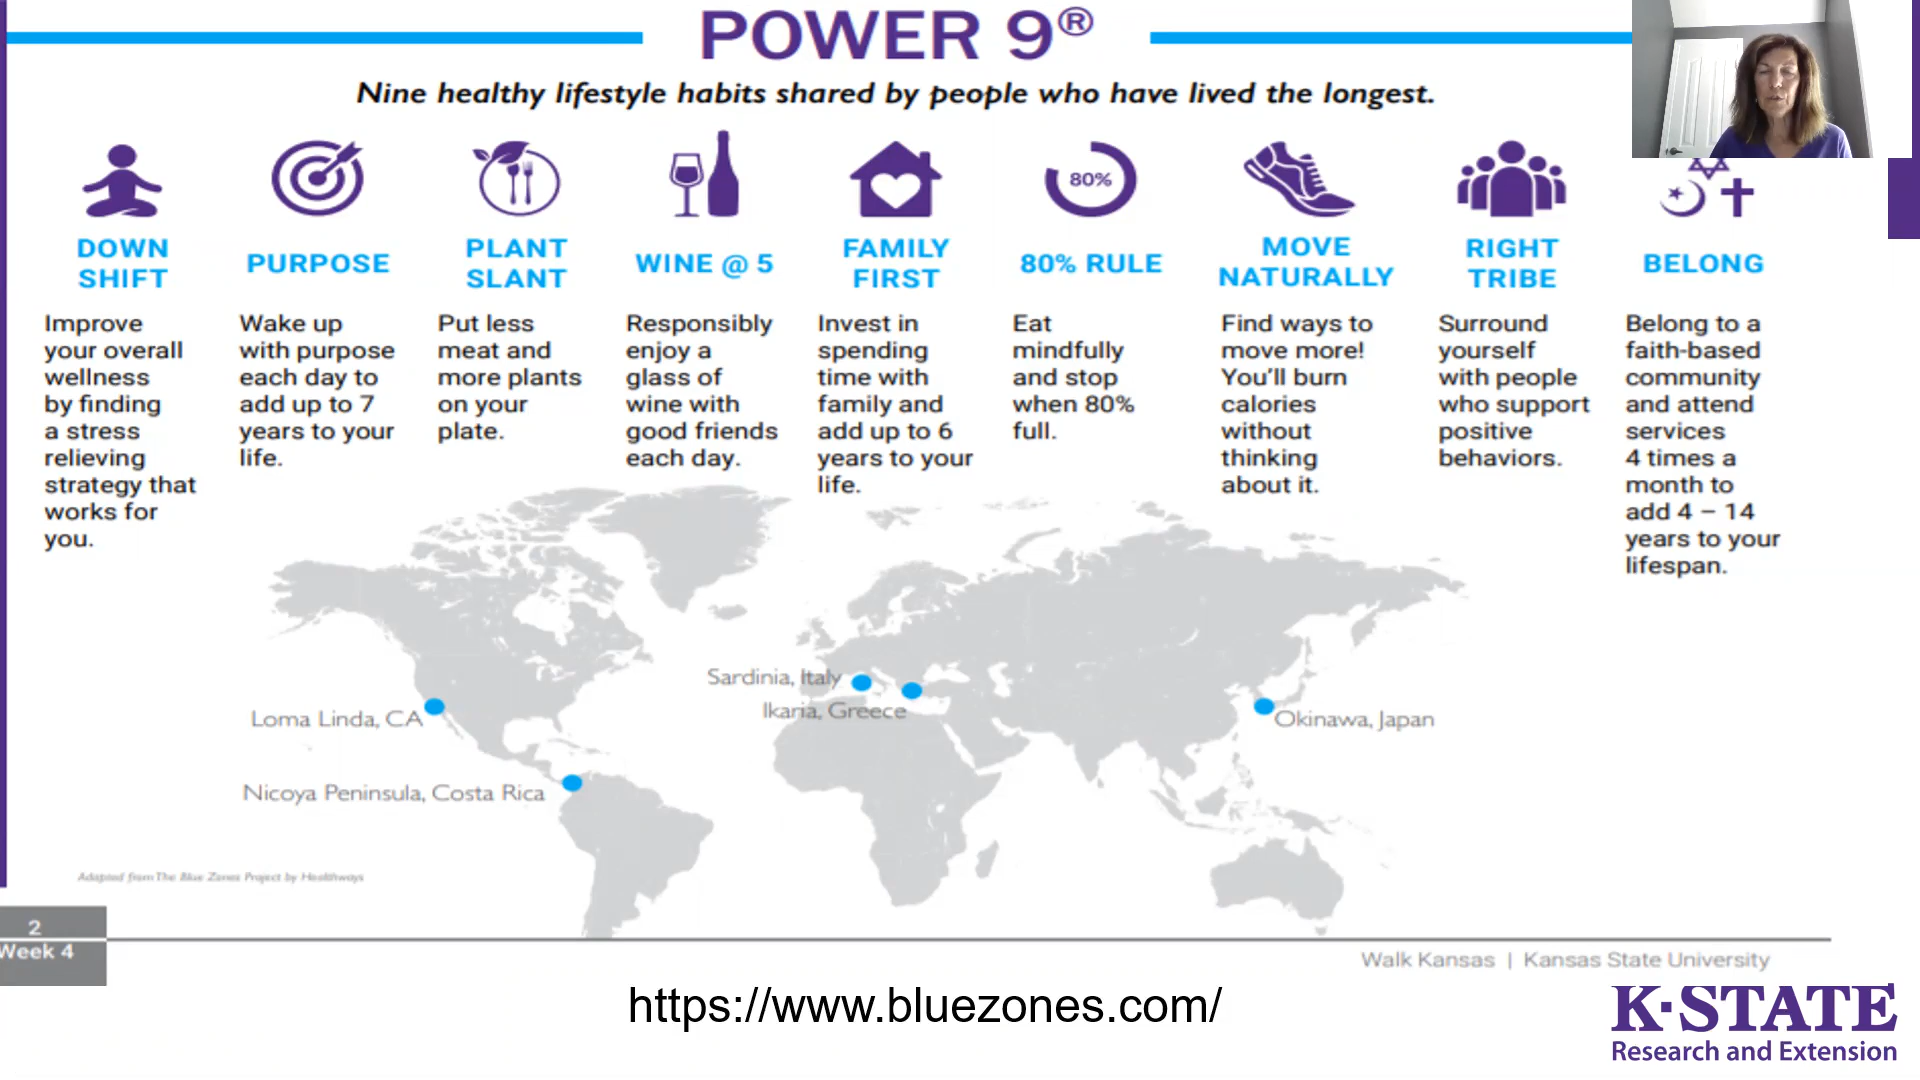 POWER 9®
Nine healthy lifestyle habits shared by people who have lived the longest.
DOWN
SHIFT
Improve
your overall
wellness
by finding
a stress
relieving
strategy that
works for
you.
PURPOSE
Wake up
with purpose
each day to
add up to 7
years to your
life.
PLANT
SLANT
Put less
meat and
more plants
on your
plate.
WINE @ 5
Responsibly
enjoy a
glass of
wine with
good friends
each day.
FAMILY
FIRST
Invest in
spending
time with
family and
add up to 6
years to your
life.
80%
80% RULE
Eat
mindfully
and stop
when 80%
full.
MOVE
NATURALLY
Find ways to
move more!
You'll burn
calories
without
thinking
about it.
RIGHT
TRIBE
Surround
yourself
with people
who support
positive
behaviors.
BELONG
Belong to a
faith-based
community
and attend
services
4 times a
month to
add 4 – 14
years to your
lifespan.
Sardinia, Italy
Ikaria, Greece
Loma Linda, CA
Okinawa, Japan
Nicoya Peninsula, Costa Rica
Adapted from The Blue Zones Project by Healthways
2
Week 4
Walk Kansas | Kansas State University
https://www.bluezones.com/
K-STATE
Research and Extension